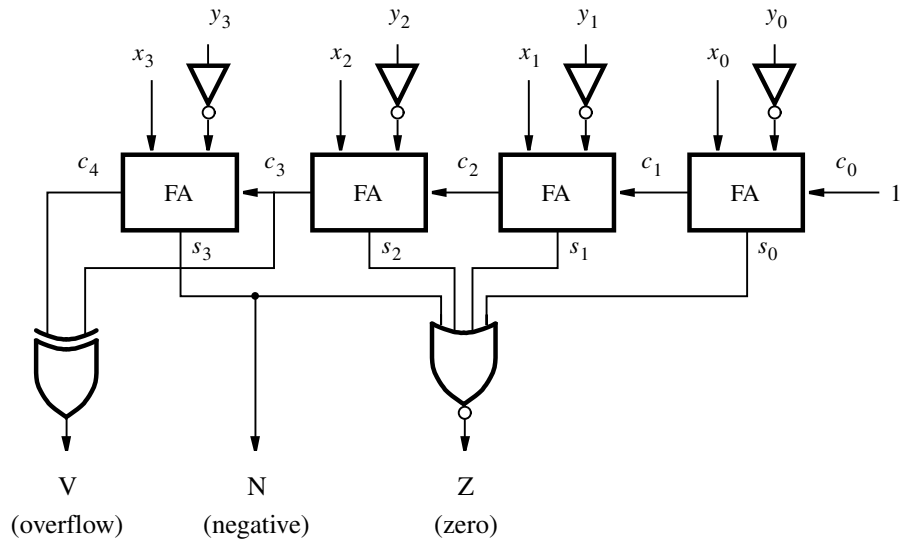 y3 y2 y1 y0
x3 x2 x1 x0
c4 FA c3 FA c2 FA c1 FA c0 1
s3 s2 s1 s0
V N Z
(overflow) (negative) (zero)